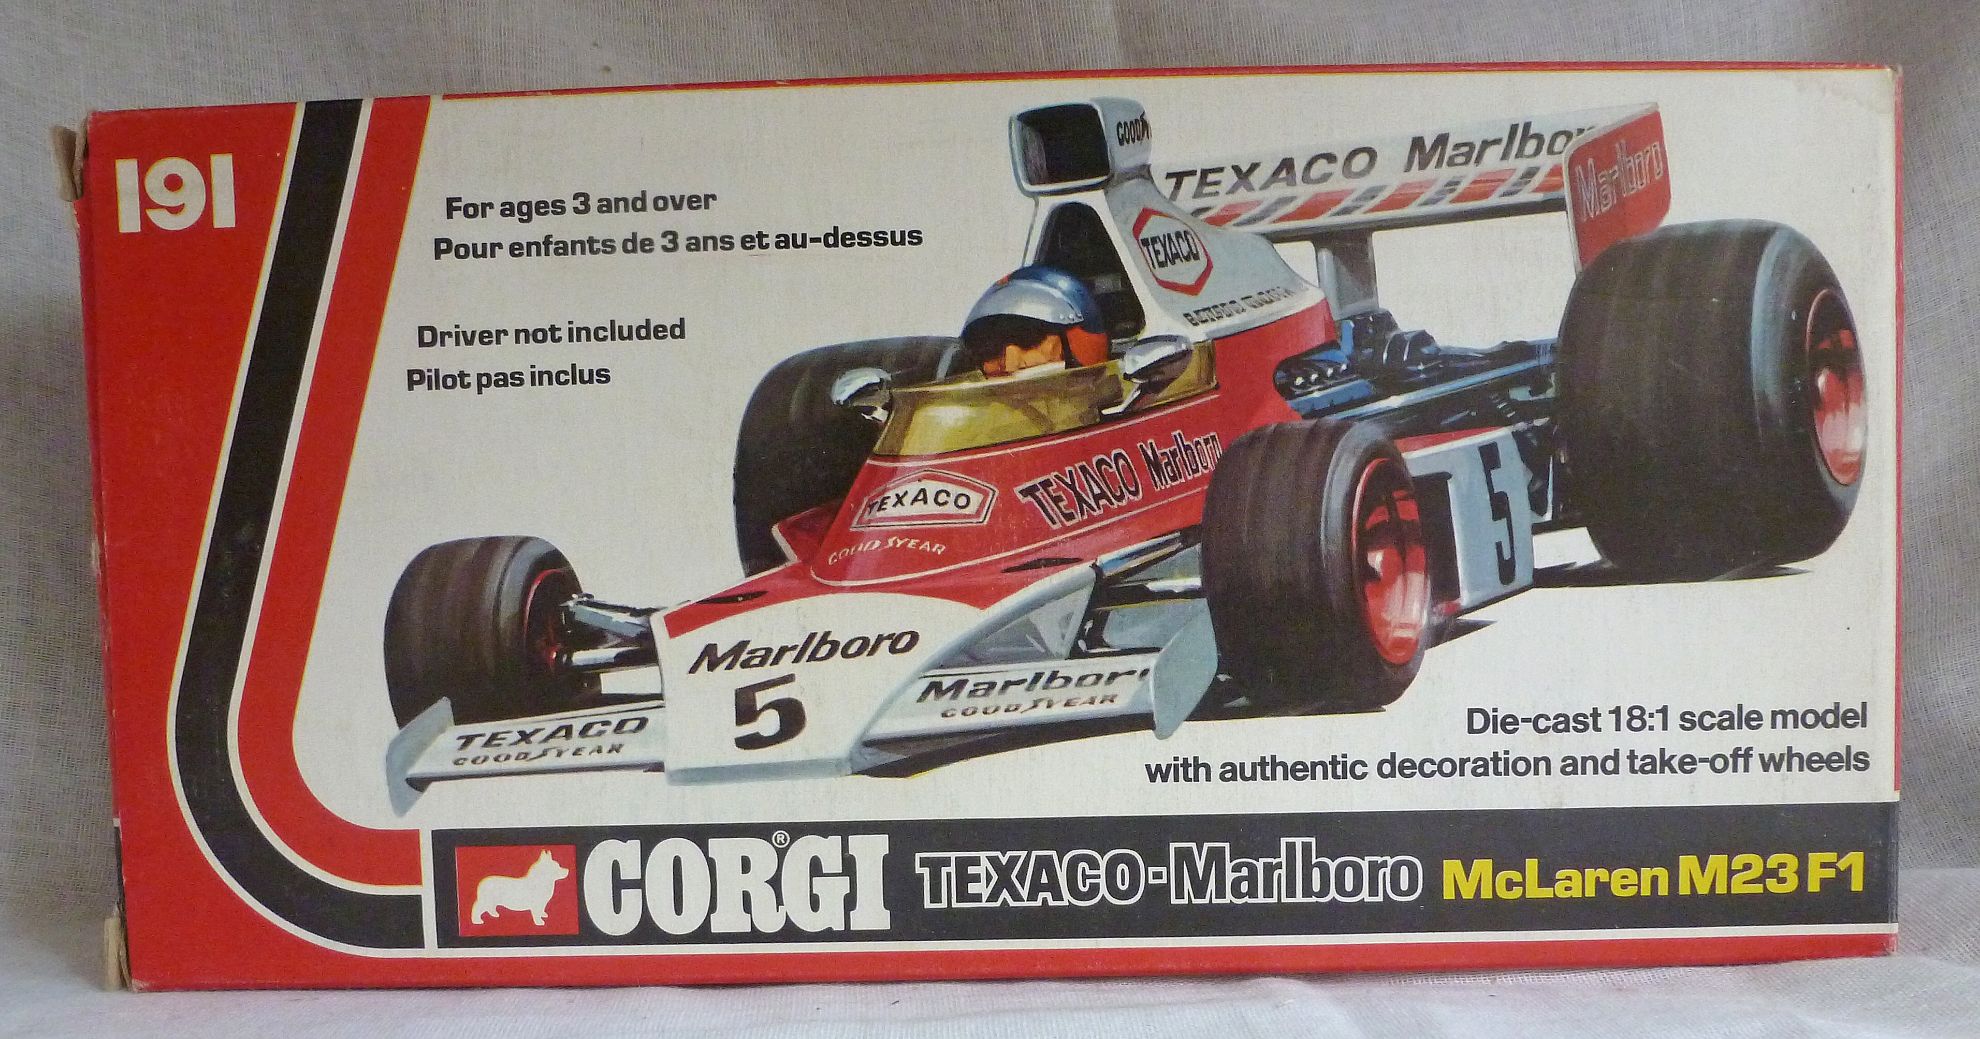 191
For ages 3 and over
Pour enfants de 3 ans et au-dessus
Driver not included
Pilot pas inclus
GOOD
TEXACO Marlboro
Marlboro
TEXACO
TEXACO Marlboro
TEXACO
GOODYEAR
5
Marlboro
5
Marlboro
GOODYEAR
TEXACO
GOODYEAR
Die-cast 18:1 scale model
with authentic decoration and take-off wheels
CORGI® TEXACO-Marlboro McLaren M23 F1